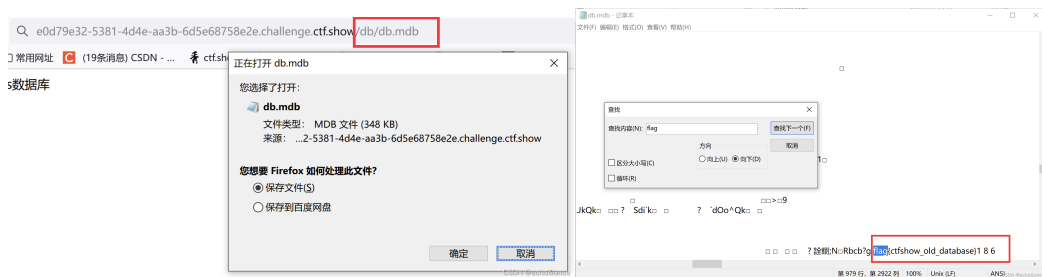 e0d79e32-5381-4d4e-aa3b-6d5e68758e2e.challenge.ctf.show/db/db.mdb
常用网址 C (19条消息) CSDN - ... ctf.sh
s数据库
正在打开 db.mdb
您选择了打开:
db.mdb
文件类型: MDB 文件 (348 KB)
来源: ...2-5381-4d4e-aa3b-6d5e68758e2e.challenge.ctf.show
您想要 Firefox 如何处理此文件?
保存文件(S)
保存到百度网盘
确定 取消
db.mdb - 记事本
文件(F) 编辑(E) 格式(O) 查看(V) 帮助(H)
查找
查找内容(N): flag 查找下一个(F)
方向 取消
向上(U) 向下(D)
区分大小写(C)
循环(R)
1
>9
JkQk ? Sdi`k ? `dOo^Qk
Rbcb?g flag{ctfshow_old_database}1 8 6
第 979 行, 第 2922 列 100% Unix (LF) ANSI